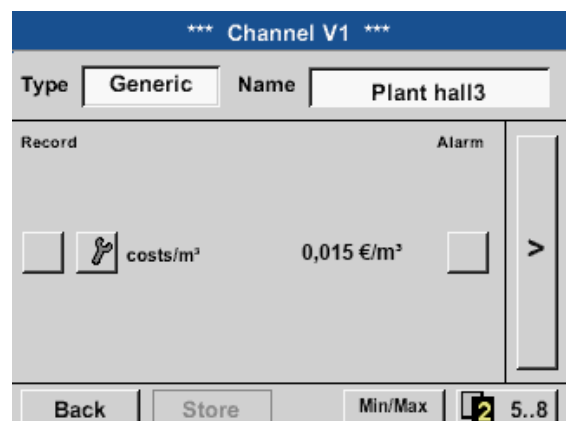 *** Channel V1 ***
Type Generic Name Plant hall3
Record Alarm
costs/m³ 0,015 €/m³ >
Back Store Min/Max 2 5..8